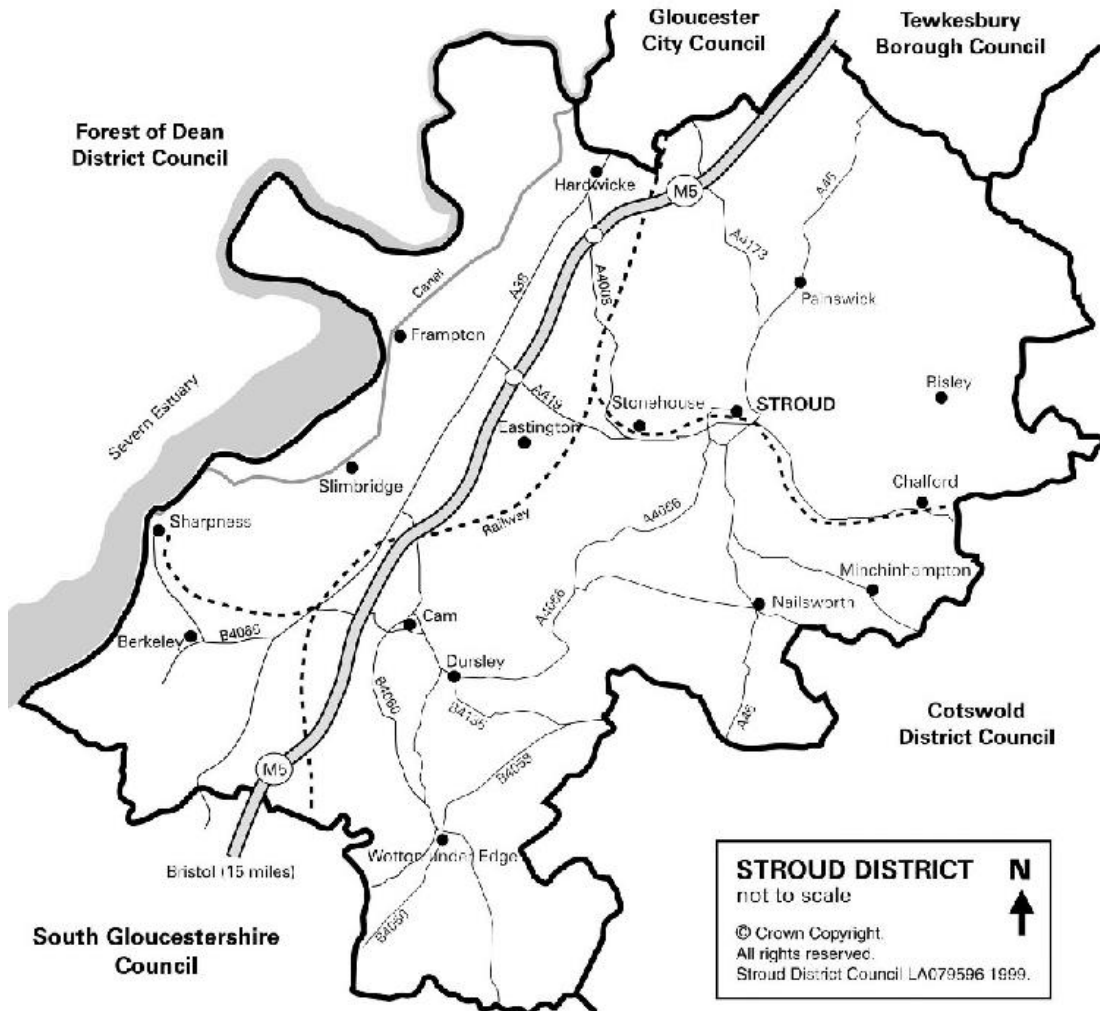 Gloucester
City Council
Tewkesbury
Borough Council
Forest of Dean
District Council
Hardwicke
M5
A46
A4173
Canal
A38
A4008
Painswick
Frampton
Severn Estuary
A419
Stonehouse
STROUD
Bisley
Eastington
Slimbridge
Chalford
Sharpness
Railway
A4066
Minchinhampton
Nailsworth
A4066
Cam
Berkeley
Dursley
B4060
B4135
A46
Cotswold
District Council
B4058
M5
Wotton under Edge
Bristol (15 miles)
South Gloucestershire
Council
STROUD DISTRICT
N
not to scale
© Crown Copyright.
All rights reserved.
Stroud District Council LA079596 1999.